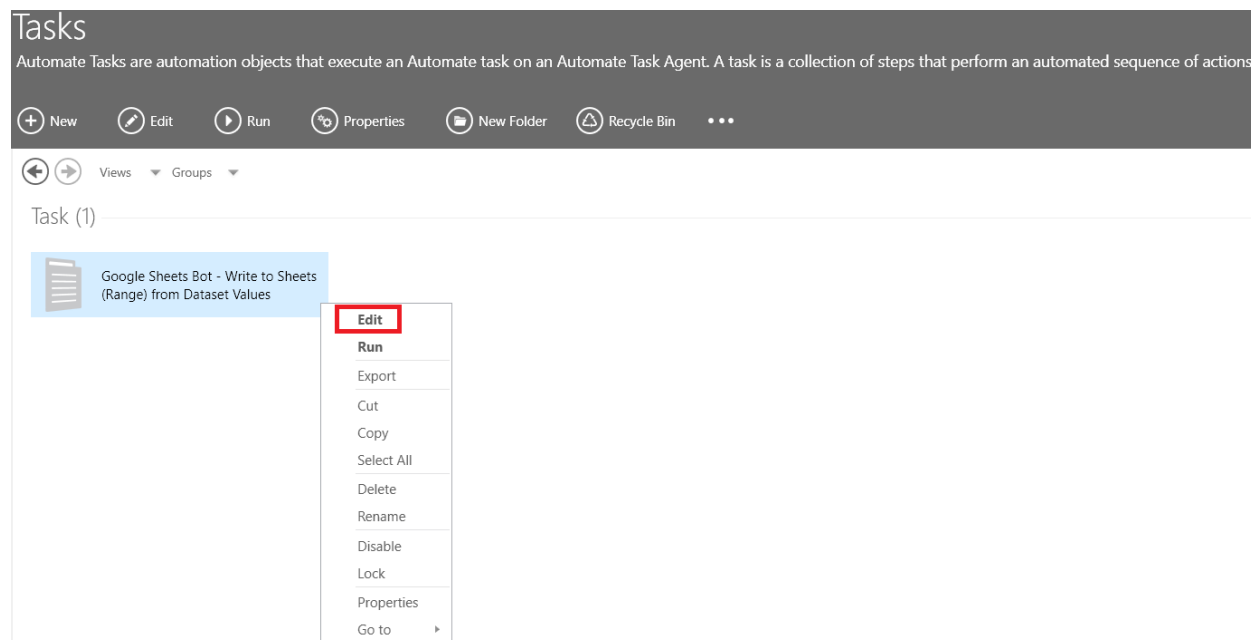 Tasks
Automate Tasks are automation objects that execute an Automate task on an Automate Task Agent. A task is a collection of steps that perform an automated sequence of actions
New Edit Run Properties New Folder Recycle Bin •••
Views Groups
Task (1)
Google Sheets Bot - Write to Sheets
(Range) from Dataset Values
Edit
Run
Export
Cut
Copy
Select All
Delete
Rename
Disable
Lock
Properties
Go to